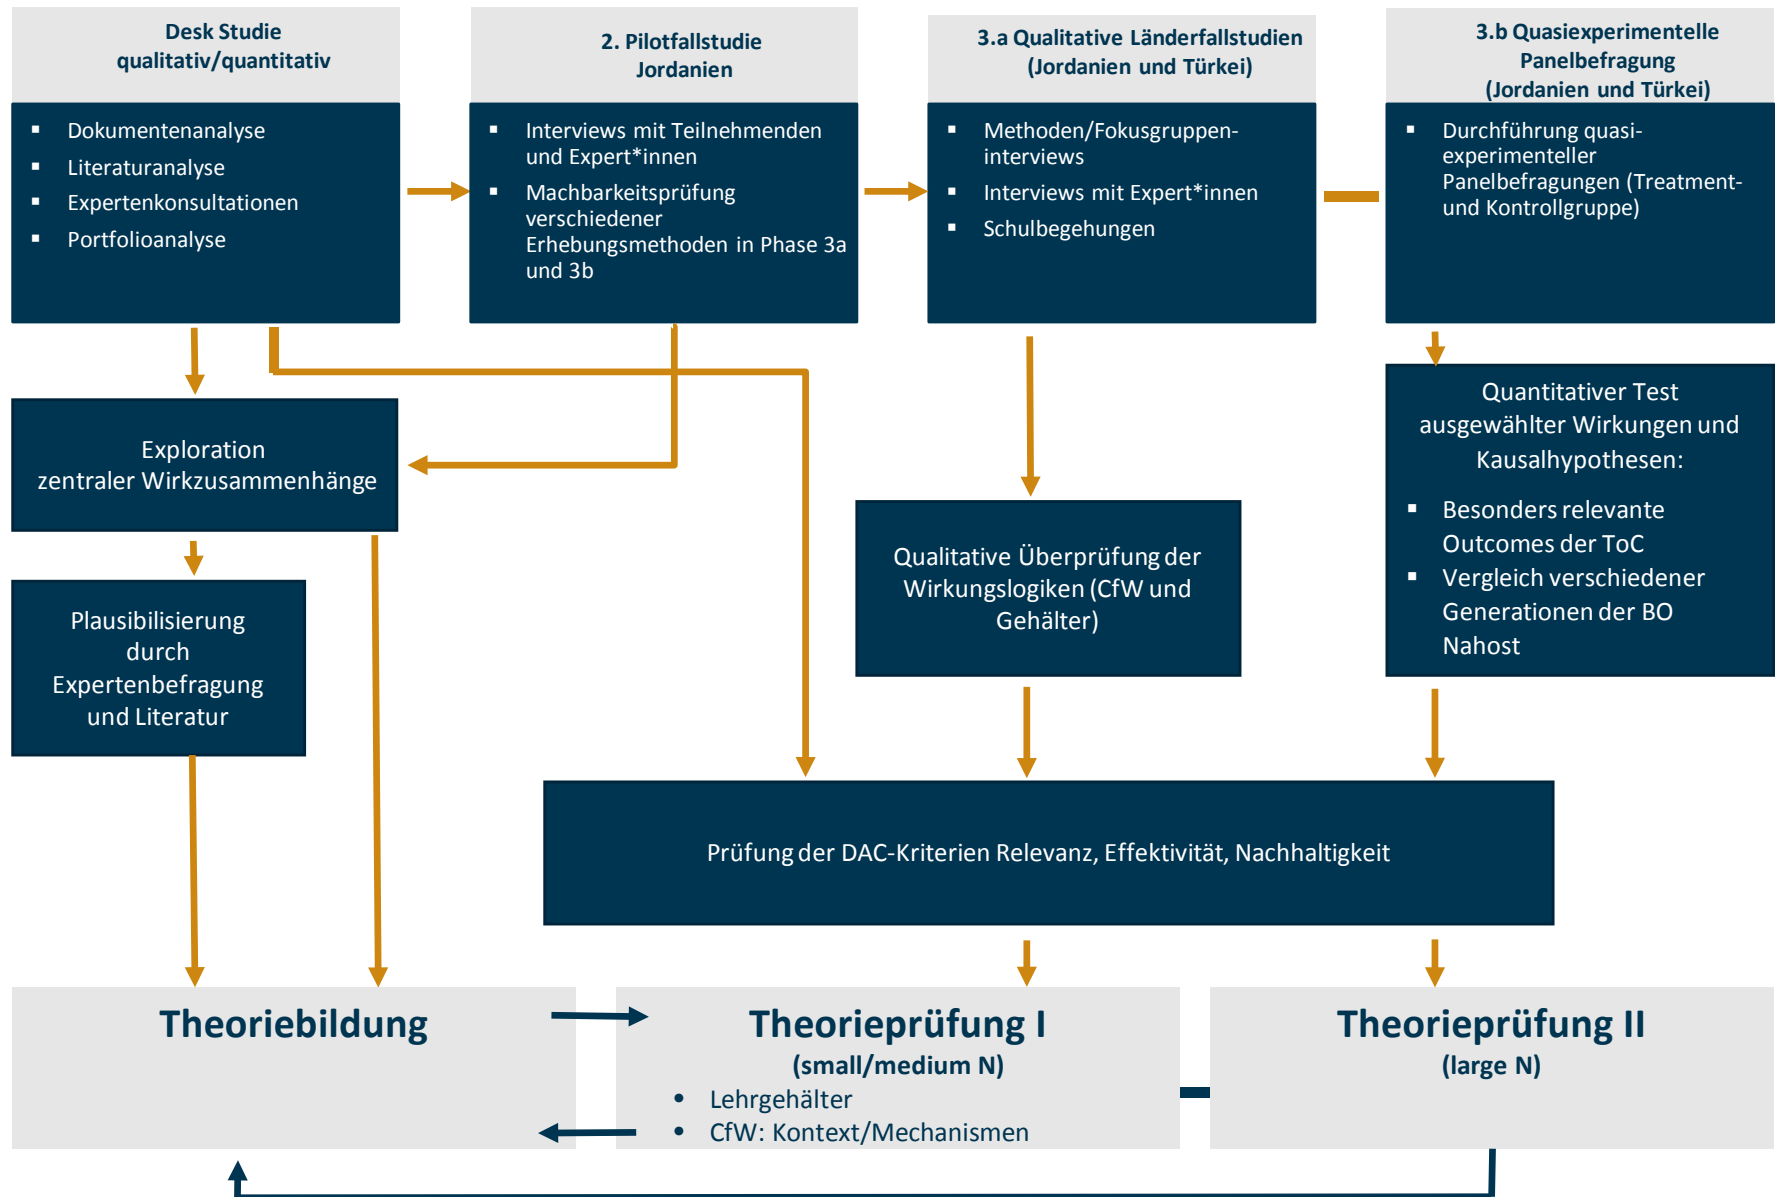 Desk Studie
qualitativ/quantitativ
▪ Dokumentenanalyse
▪ Literaturanalyse
▪ Expertenkonsultationen
▪ Portfolioanalyse
2. Pilotfallstudie
Jordanien
▪ Interviews mit Teilnehmenden
und Expert*innen
▪ Machbarkeitsprüfung
verschiedener
Erhebungsmethoden in Phase 3a
und 3b
3.a Qualitative Länderfallstudien
(Jordanien und Türkei)
▪ Methoden/Fokusgruppen-
interviews
▪ Interviews mit Expert*innen
▪ Schulbegehungen
3.b Quasiexperimentelle
Panelbefragung
(Jordanien und Türkei)
▪ Durchführung quasi-
experimenteller
Panelbefragungen (Treatment-
und Kontrollgruppe)
Exploration
zentraler Wirkzusammenhänge
Plausibilisierung
durch
Expertenbefragung
und Literatur
Qualitative Überprüfung der
Wirkungslogiken (CfW und
Gehälter)
Quantitativer Test
ausgewählter Wirkungen und
Kausalhypothesen:
▪ Besonders relevante
Outcomes der ToC
▪ Vergleich verschiedener
Generationen der BO
Nahost
Prüfung der DAC-Kriterien Relevanz, Effektivität, Nachhaltigkeit
Theoriebildung
Theorieprüfung I
(small/medium N)
• Lehrgehälter
• CfW: Kontext/Mechanismen
Theorieprüfung II
(large N)